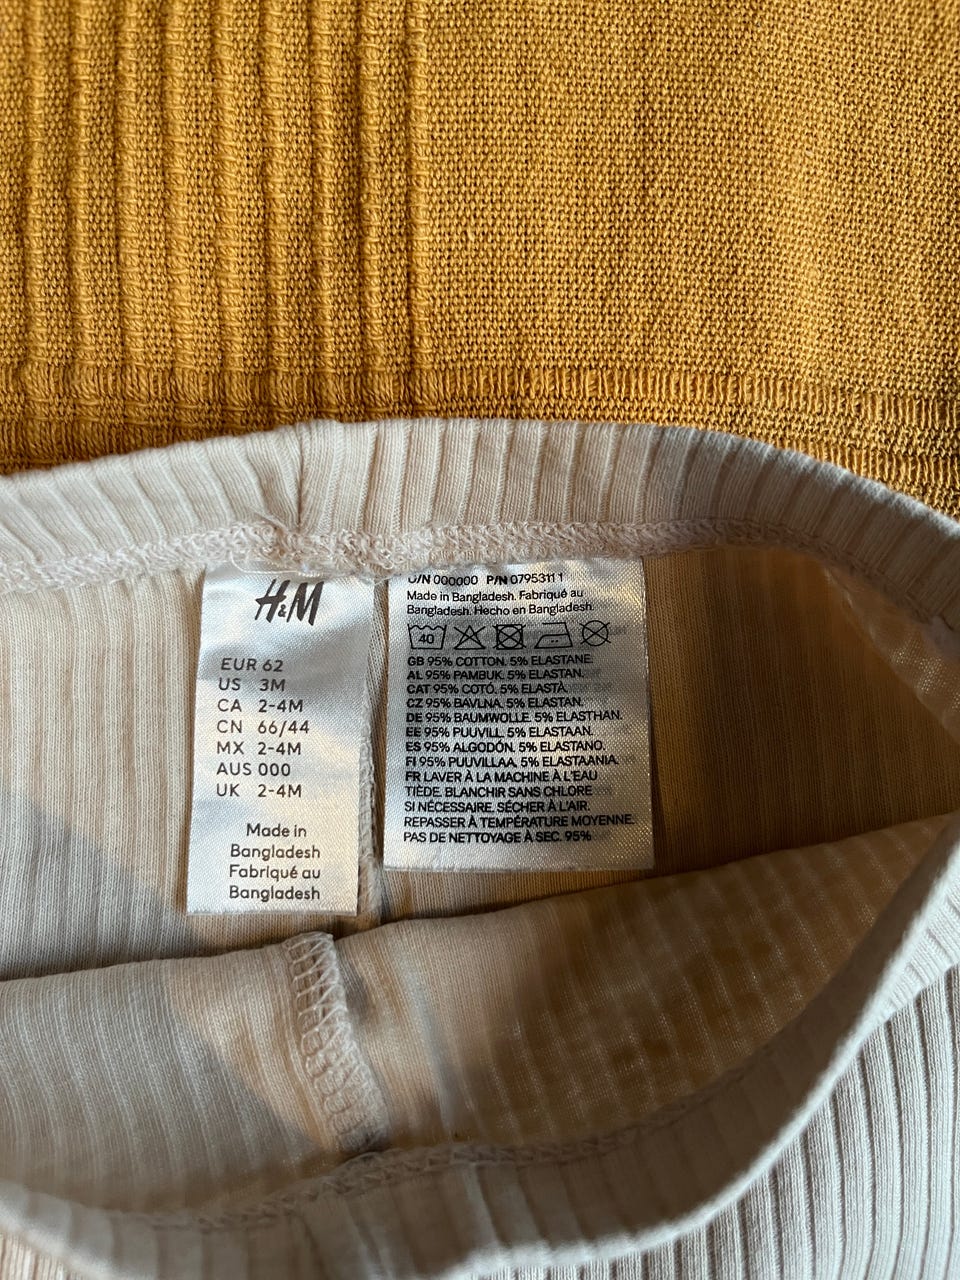 H&M
EUR 62
US 3M
CA 2-4M
CN 66/44
MX 2-4M
AUS 000
UK 2-4M
Made in
Bangladesh
Fabriqué au
Bangladesh
O/N 000000 P/N 0795311 1
Made in Bangladesh. Fabriqué au
Bangladesh. Hecho en Bangladesh.
40
GB 95% COTTON. 5% ELASTANE.
AL 95% PAMBUK. 5% ELASTAN.
CAT 95% COTÓ. 5% ELASTÀ.
CZ 95% BAVLNA. 5% ELASTAN.
DE 95% BAUMWOLLE. 5% ELASTHAN.
EE 95% PUUVILL. 5% ELASTAAN.
ES 95% ALGODÓN. 5% ELASTANO.
FI 95% PUUVILLAA. 5% ELASTAANIA.
FR LAVER À LA MACHINE À L'EAU
TIÈDE. BLANCHIR SANS CHLORE
SI NÉCESSAIRE. SÉCHER À L'AIR.
REPASSER À TEMPÉRATURE MOYENNE.
PAS DE NETTOYAGE À SEC. 95%